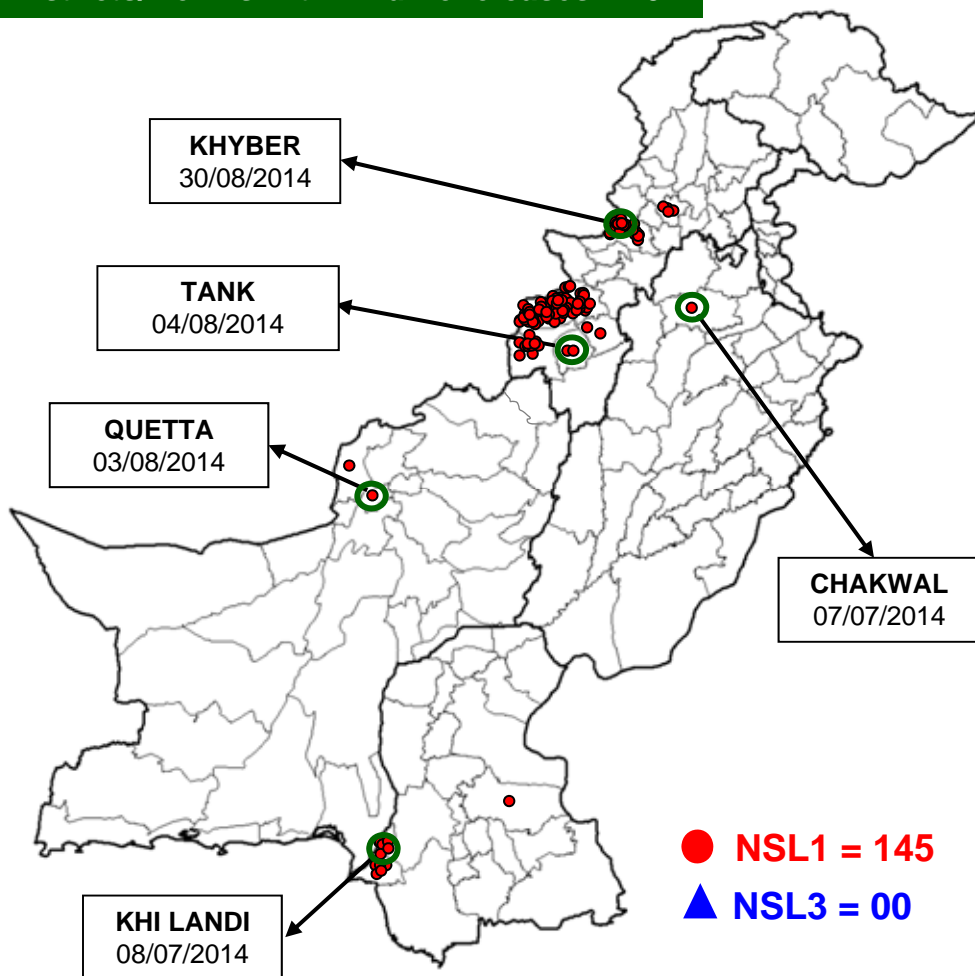 KHYBER
30/08/2014
TANK
04/08/2014
QUETTA
03/08/2014
CHAKWAL
07/07/2014
NSL1 = 145
NSL3 = 00
KHI LANDI
08/07/2014